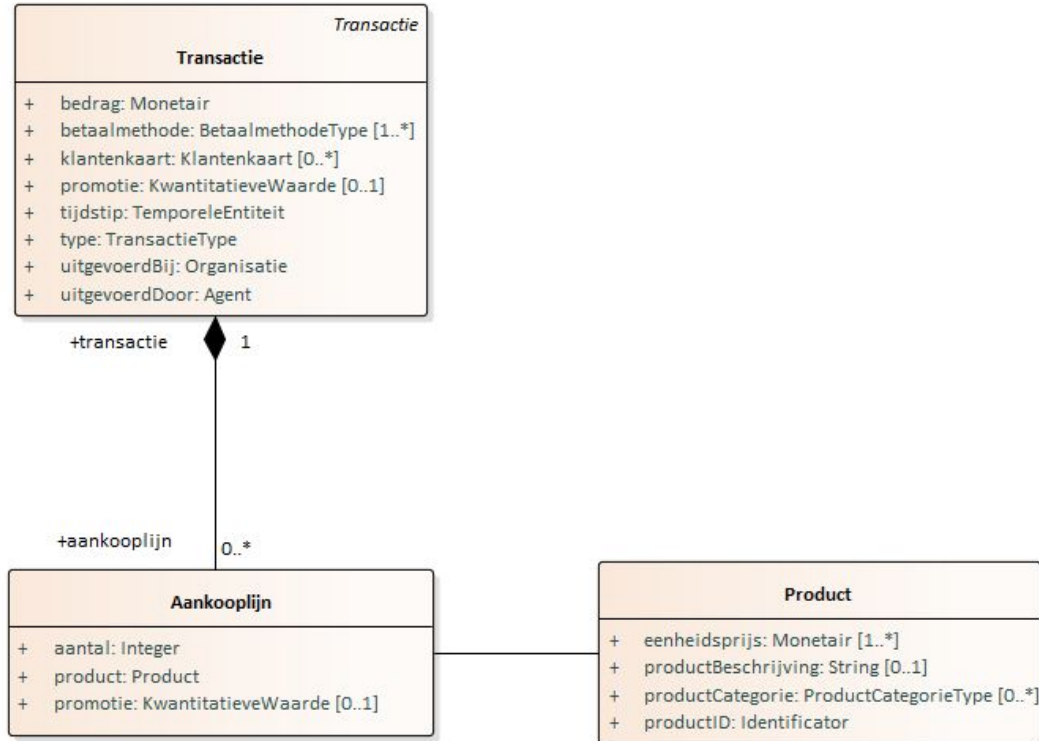 Transactie
Transactie
+ bedrag: Monetair
+ betaalmethode: BetaalmethodeType [1..*]
+ klantenkaart: Klantenkaart [0..*]
+ promotie: KwantitatieveWaarde [0..1]
+ tijdstip: TemporeleEntiteit
+ type: TransactieType
+ uitgevoerdBij: Organisatie
+ uitgevoerdDoor: Agent
+transactie 1
+aankooplijn 0..*
Aankooplijn
+ aantal: Integer
+ product: Product
+ promotie: KwantitatieveWaarde [0..1]
Product
+ eenheidsprijs: Monetair [1..*]
+ productBeschrijving: String [0..1]
+ productCategorie: ProductCategorieType [0..*]
+ productID: Identificator